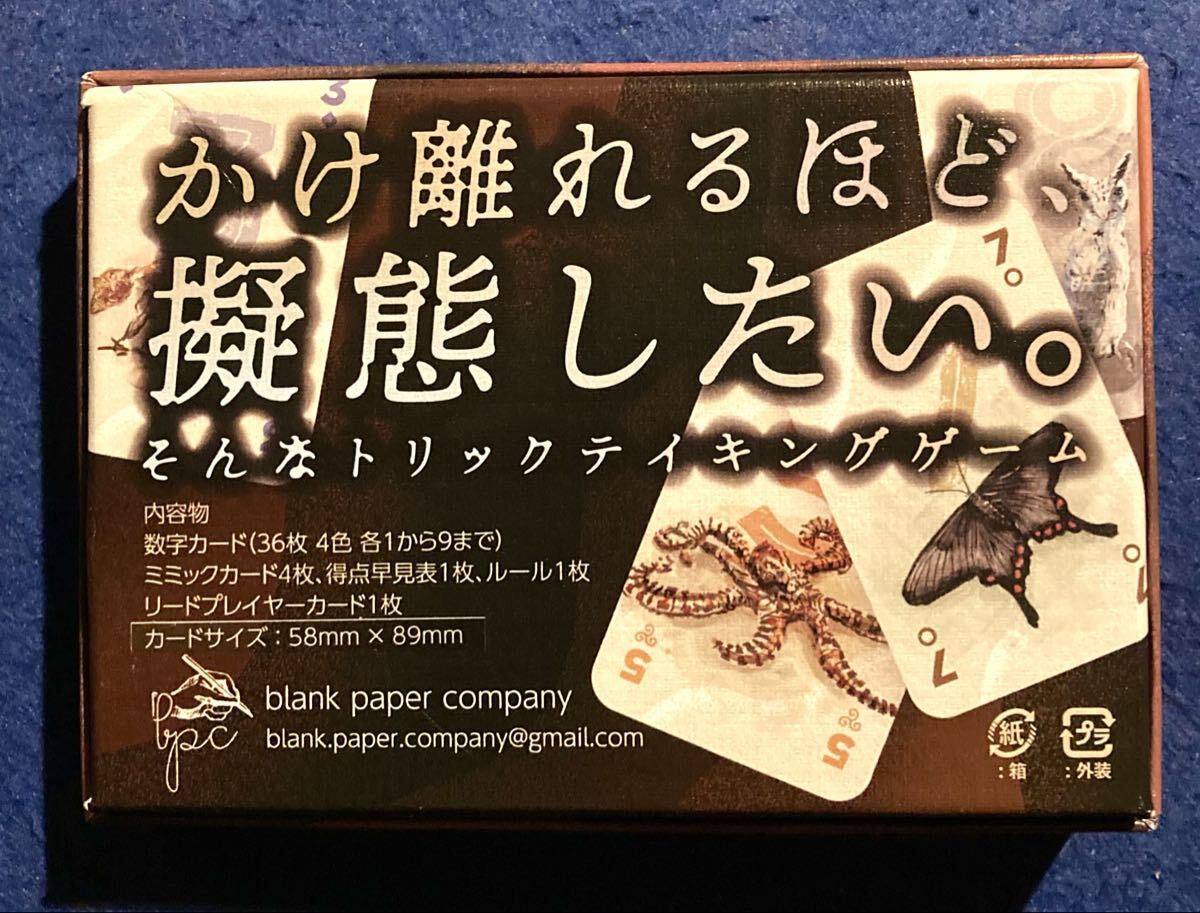 かけ離れるほど、
擬態したい。
そんなトリックテイキングゲーム
内容物
数字カード(36枚 4色 各1から9まで)
ミミックカード4枚、得点早見表1枚、ルール1枚
リードプレイヤーカード1枚
カードサイズ：58mm × 89mm
bpc
blank paper company
blank.paper.company@gmail.com
7
7
5
5
紙
：箱
プラ
：外装